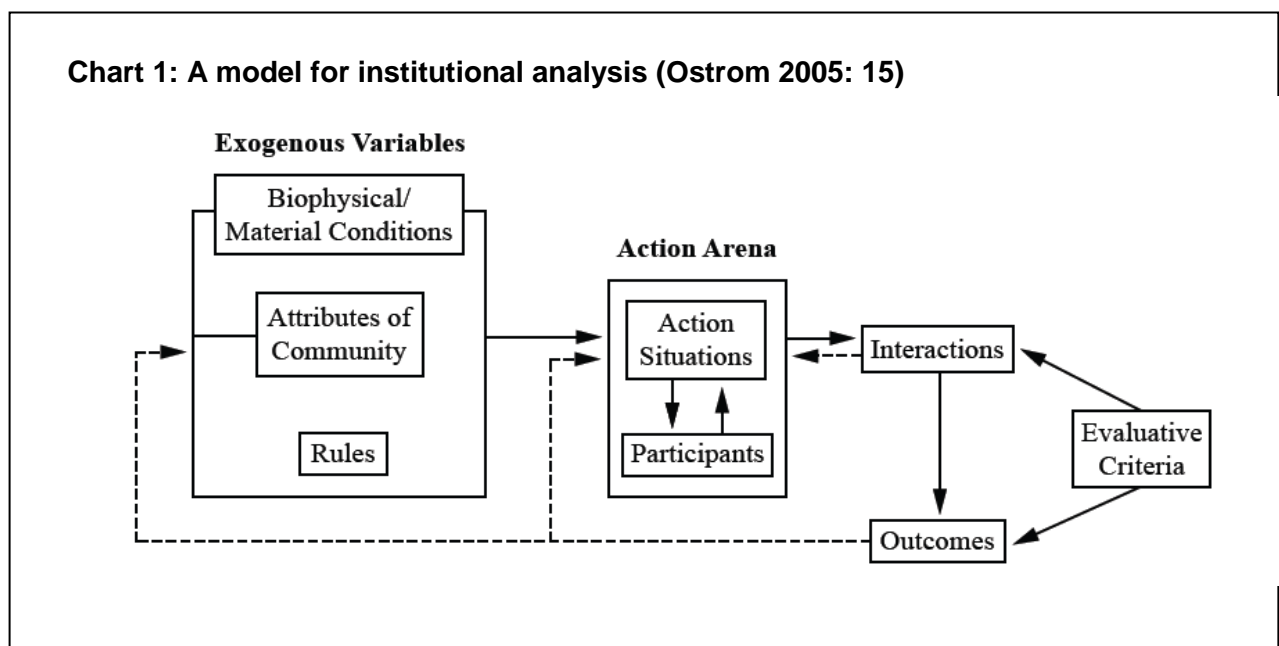 Chart 1: A model for institutional analysis (Ostrom 2005: 15)
Exogenous Variables
Biophysical/
Material Conditions
Attributes of
Community
Rules
Action Arena
Action
Situations
Participants
Interactions
Outcomes
Evaluative
Criteria